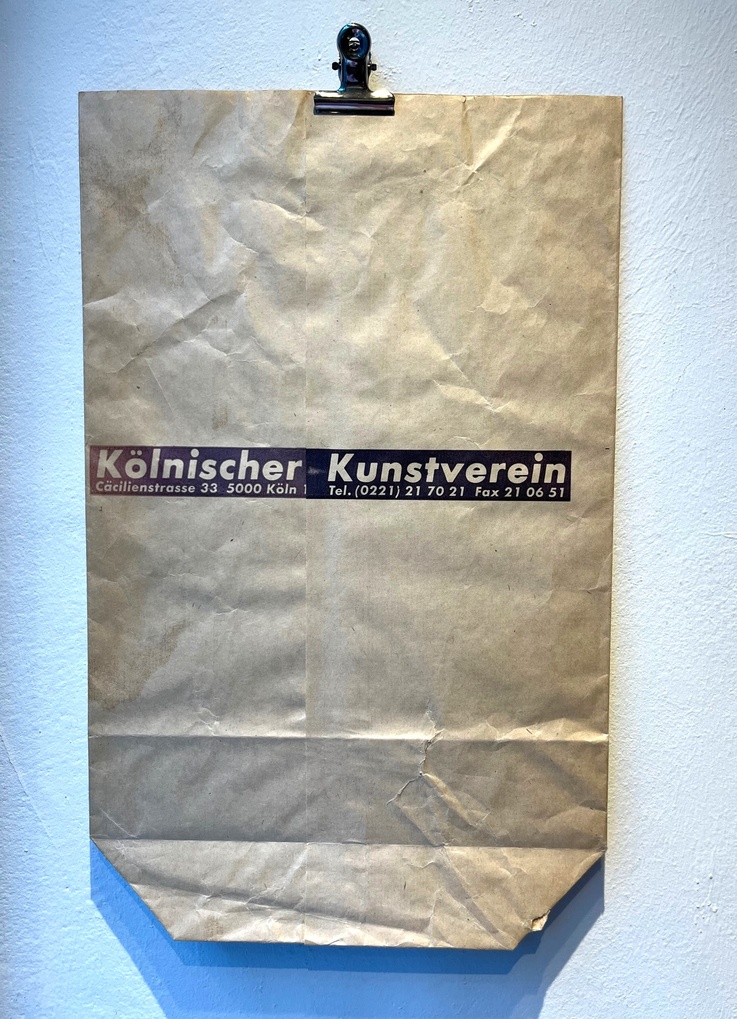 Kölnischer Kunstverein
Cäcilienstrasse 33 5000 Köln 1 Tel. (0221) 21 70 21 Fax 21 06 51